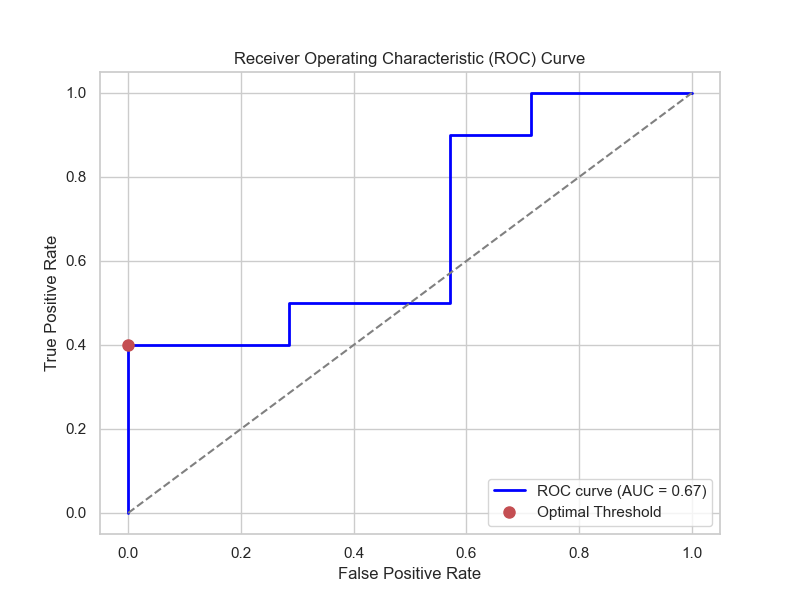 Receiver Operating Characteristic (ROC) Curve
True Positive Rate
1.0
0.8
0.6
0.4
0.2
0.0
ROC curve (AUC = 0.67)
Optimal Threshold
0.0 0.2 0.4 0.6 0.8 1.0
False Positive Rate